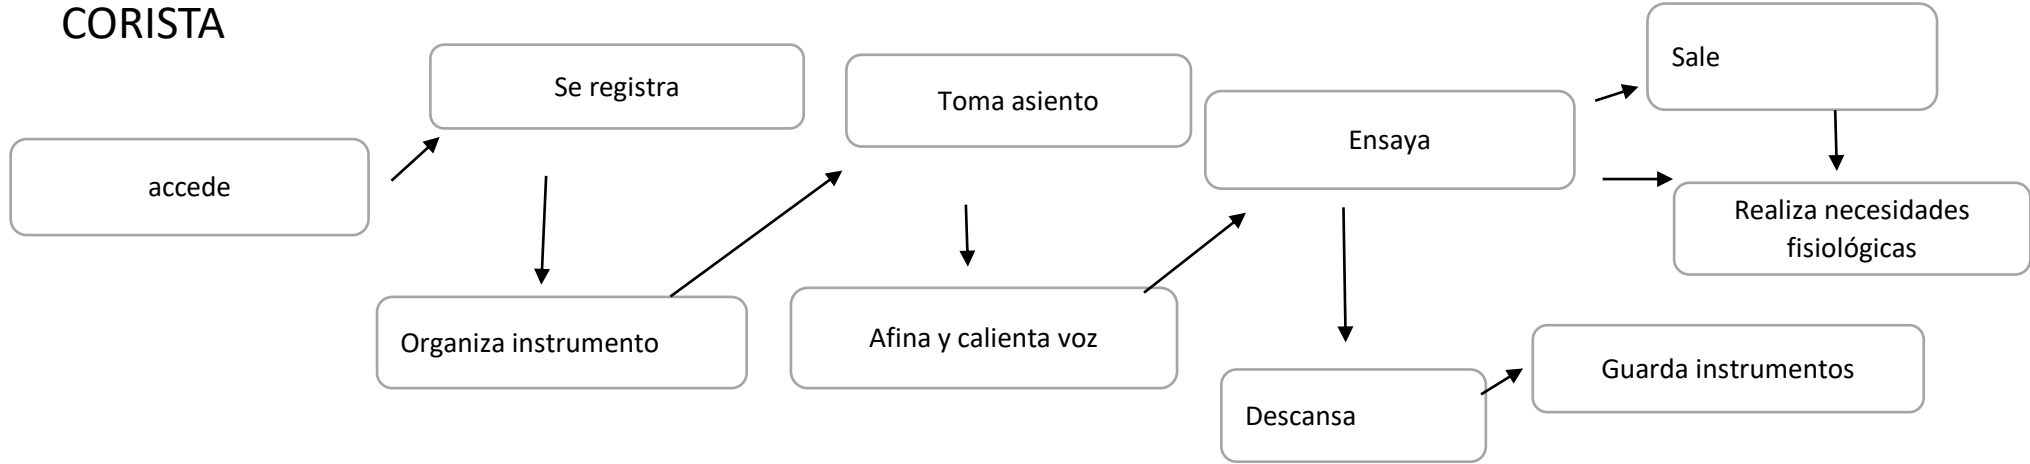 CORISTA
accede
Se registra
Organiza instrumento
Toma asiento
Afina y calienta voz
Ensaya
Sale
Realiza necesidades
fisiológicas
Descansa
Guarda instrumentos